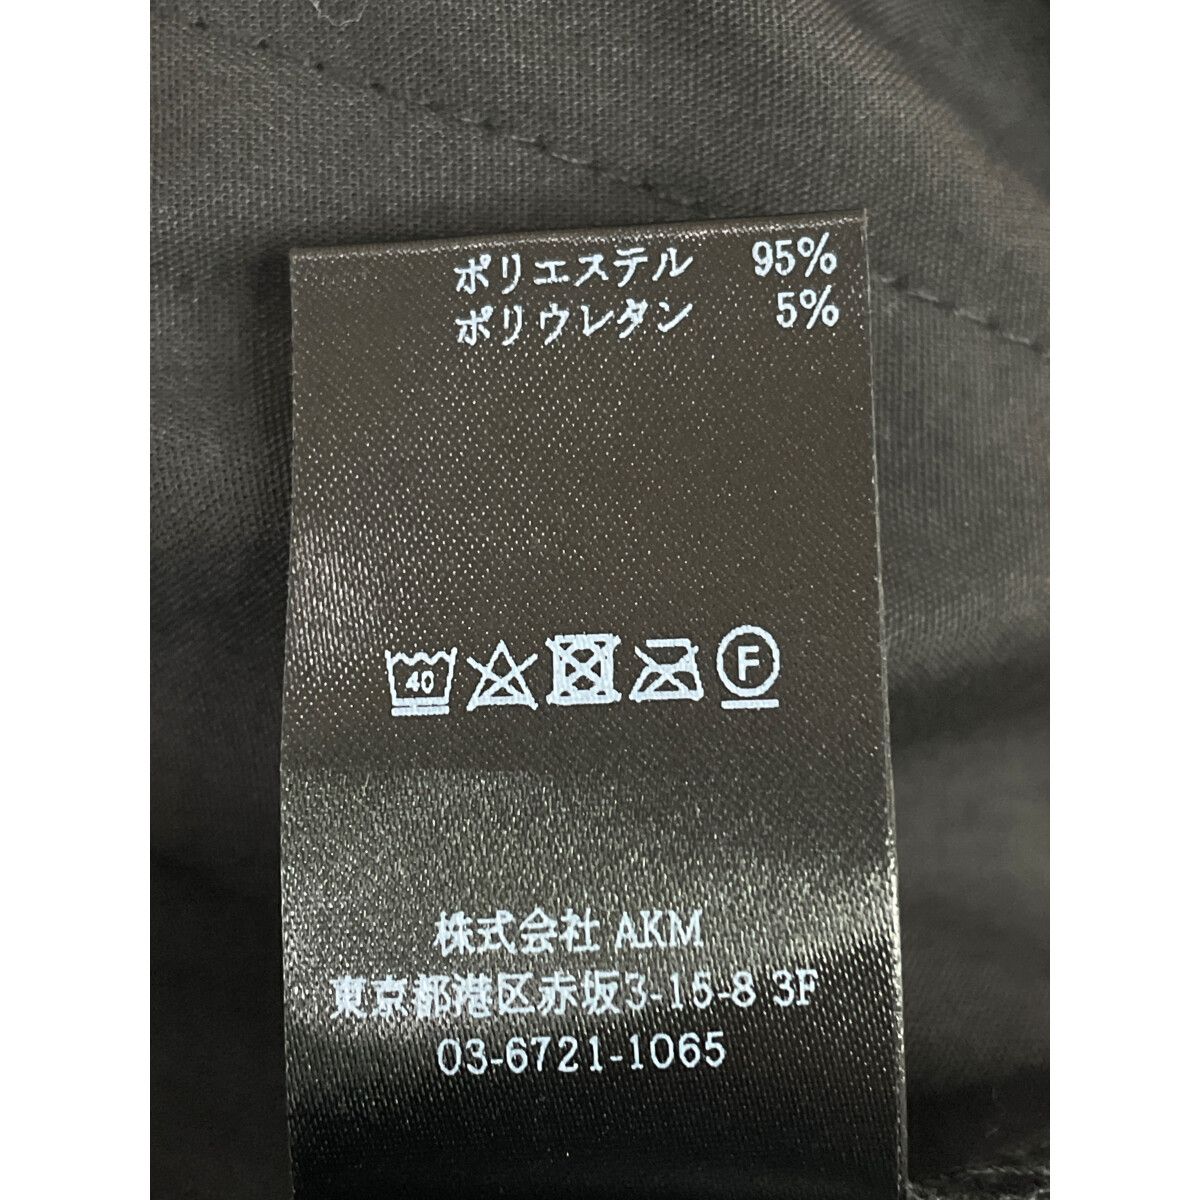 ポリエステル 95%
ポリウレタン 5%
40 F
株式会社 AKM
東京都港区赤坂3-15-8 3F
03-6721-1065